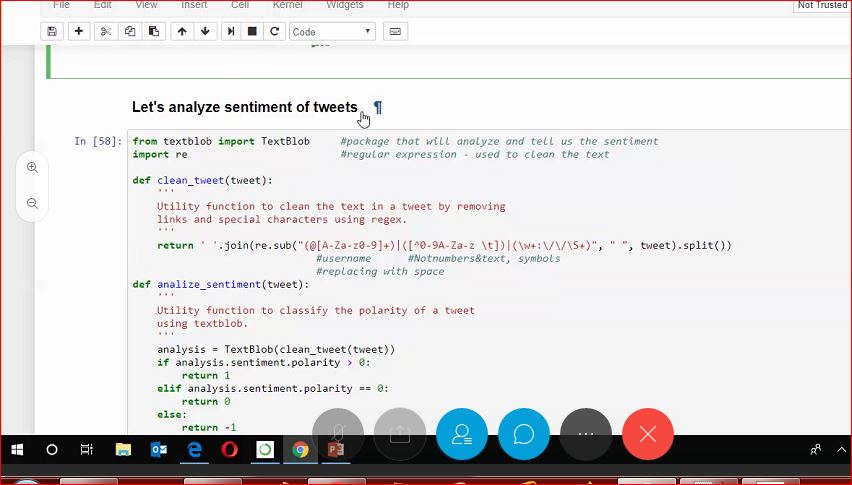 File Edit View Insert Cell Kernel Widgets Help
Not Trusted
Code
Let's analyze sentiment of tweets ¶
In [58]: from textblob import TextBlob #package that will analyze and tell us the sentiment
import re #regular expression - used to clean the text
def clean_tweet(tweet):
'''
Utility function to clean the text in a tweet by removing
links and special characters using regex.
'''
return ' '.join(re.sub("(@[A-Za-z0-9]+)|([^0-9A-Za-z \t])|(\w+:\/\/\S+)", " ", tweet).split())
#username #Notnumbers&text, symbols
#replacing with space
def analize_sentiment(tweet):
'''
Utility function to classify the polarity of a tweet
using textblob.
'''
analysis = TextBlob(clean_tweet(tweet))
if analysis.sentiment.polarity > 0:
return 1
elif analysis.sentiment.polarity == 0:
return 0
else:
return -1